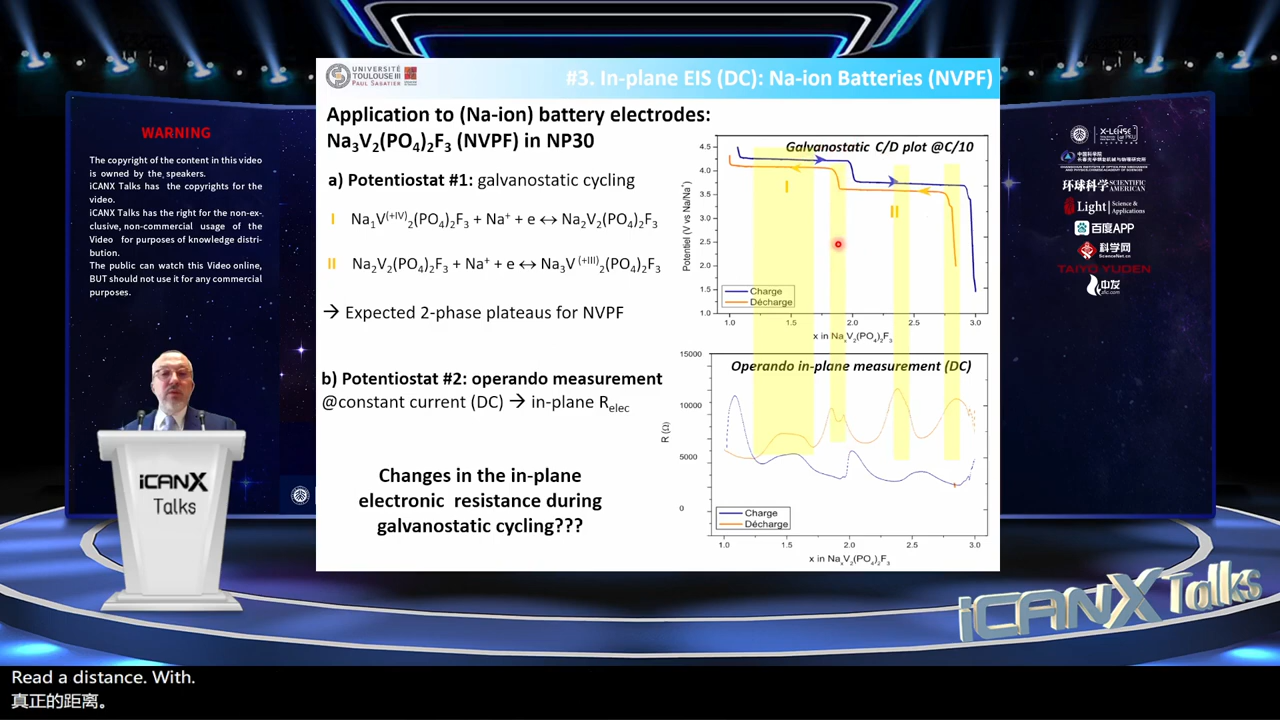 UNIVERSITÉ
TOULOUSE III
PAUL SABATIER
#3. In-plane EIS (DC): Na-ion Batteries (NVPF)
Application to (Na-ion) battery electrodes:
Na3V2(PO4)2F3 (NVPF) in NP30
a) Potentiostat #1: galvanostatic cycling
I Na1V(+IV)2(PO4)2F3 + Na+ + e ↔ Na2V2(PO4)2F3
II Na2V2(PO4)2F3 + Na+ + e ↔ Na3V(+III)2(PO4)2F3
→ Expected 2-phase plateaus for NVPF
b) Potentiostat #2: operando measurement
@constant current (DC) → in-plane Relec
Changes in the in-plane
electronic resistance during
galvanostatic cycling???
Galvanostatic C/D plot @C/10
Potentiel (V vs Na/Na+)
4.5
4.0
3.5
3.0
2.5
2.0
1.5
1.0
I
II
Charge
Décharge
1.0 1.5 2.0 2.5 3.0
x in NaxV2(PO4)2F3
Operando in-plane measurement (DC)
R (Ω)
15000
10000
5000
0
Charge
Décharge
1.0 1.5 2.0 2.5 3.0
x in NaxV2(PO4)2F3
WARNING
The copyright of the content in this video
is owned by the speakers.
iCANX Talks has the copyrights for the
video.
iCANX Talks has the right for the non-ex-
clusive, non-commercial usage of the
Video for purposes of knowledge distri-
bution.
The public can watch this Video online,
BUT should not use it for any commercial
purposes.
iCANX
Talks
X-LENSE
中国科学院
环球科学 SCIENTIFIC AMERICAN
Light Science & Applications
百度APP
科学网
ScienceNet.cn
TAIYO YUDEN
中友
iCANX Talks
Read a distance. With.
真正的距离。